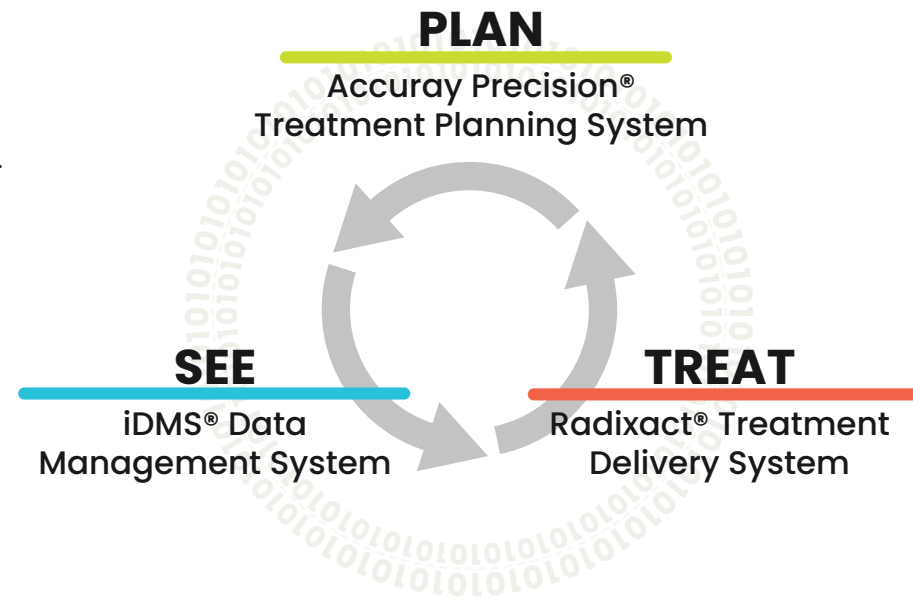 PLAN
Accuray Precision®
Treatment Planning System
SEE
iDMS® Data
Management System
TREAT
Radixact® Treatment
Delivery System